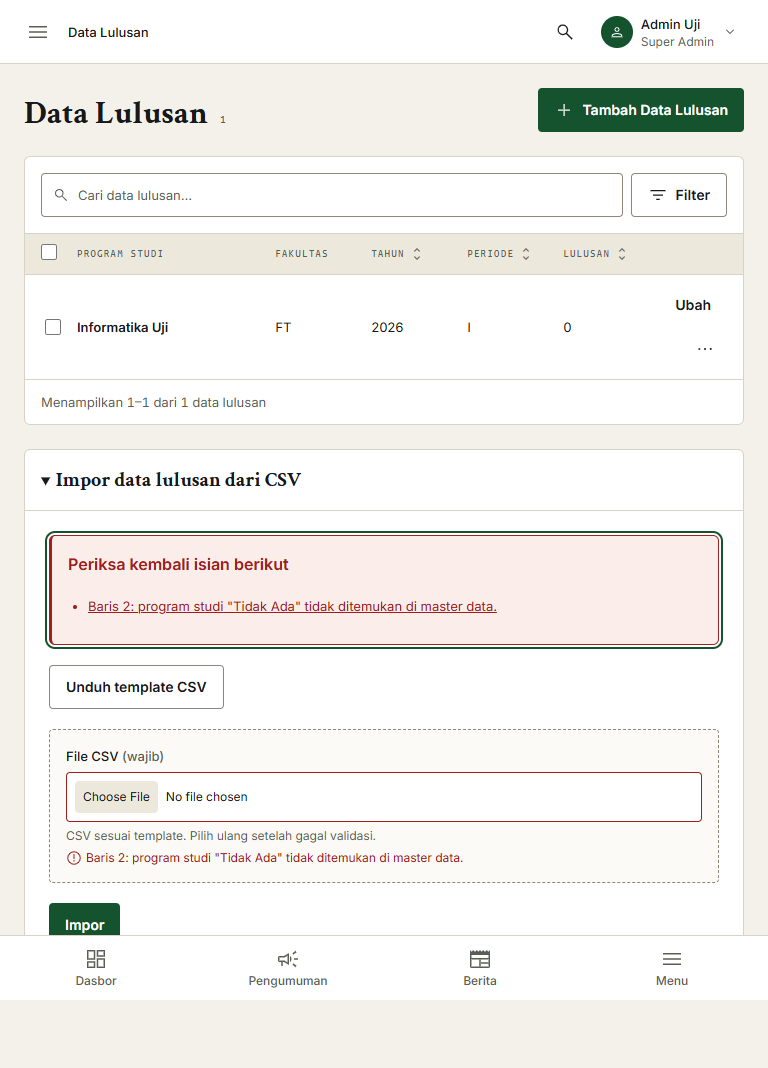 Data Lulusan
Admin Uji
Super Admin
Data Lulusan 1
Tambah Data Lulusan
Cari data lulusan...
Filter
PROGRAM STUDI FAKULTAS TAHUN PERIODE LULUSAN
Informatika Uji FT 2026 I 0 Ubah
...
Menampilkan 1–1 dari 1 data lulusan
Impor data lulusan dari CSV
Periksa kembali isian berikut
Baris 2: program studi "Tidak Ada" tidak ditemukan di master data.
Unduh template CSV
File CSV (wajib)
Choose File No file chosen
CSV sesuai template. Pilih ulang setelah gagal validasi.
Baris 2: program studi "Tidak Ada" tidak ditemukan di master data.
Impor
Dasbor Pengumuman Berita Menu